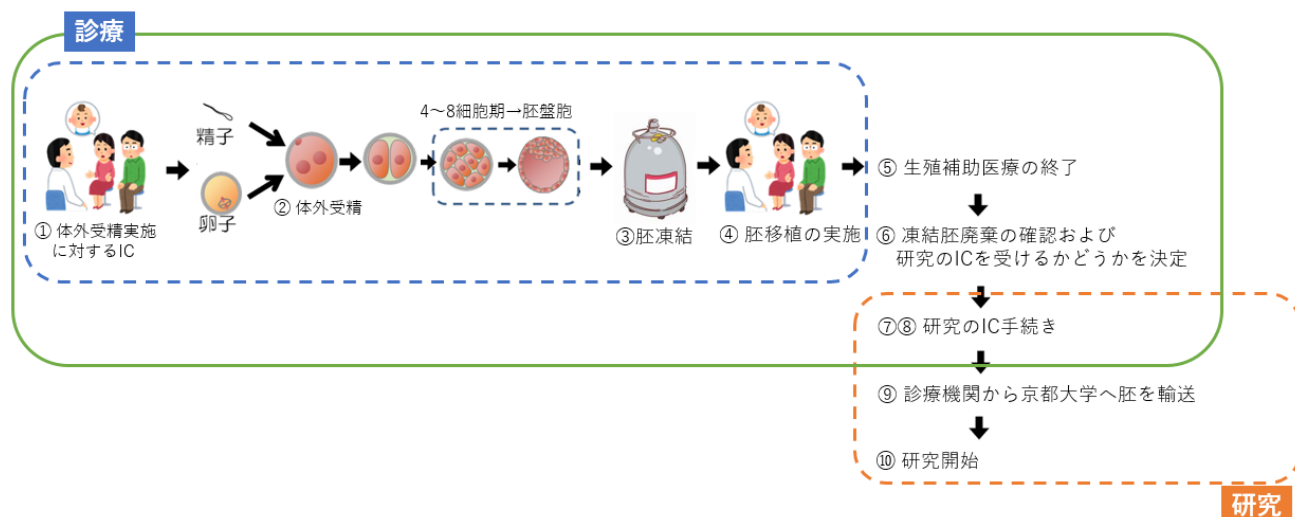 診療
4～8細胞期→胚盤胞
精子
卵子
① 体外受精実施
に対するIC
② 体外受精
③胚凍結
④ 胚移植の実施
⑤ 生殖補助医療の終了
⑥ 凍結胚廃棄の確認および
研究のICを受けるかどうかを決定
⑦⑧ 研究のIC手続き
⑨ 診療機関から京都大学へ胚を輸送
⑩ 研究開始
研究